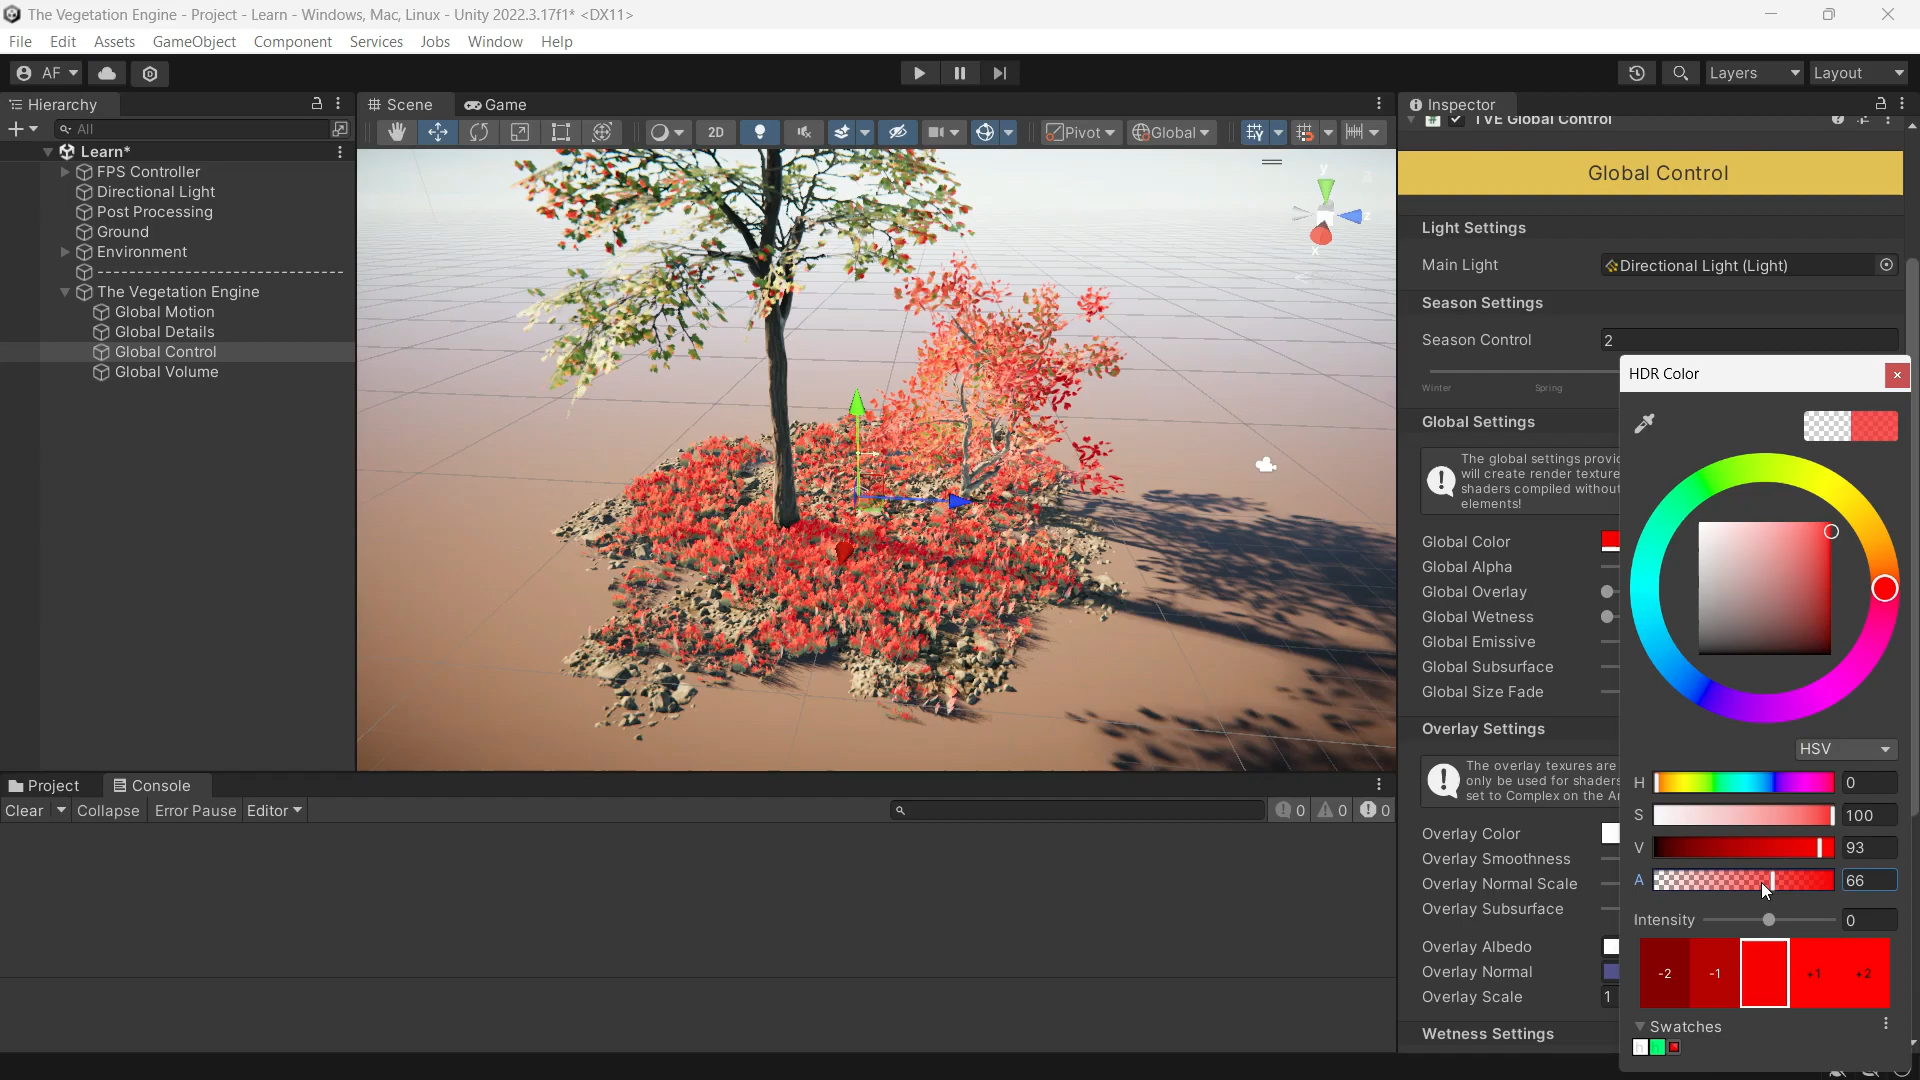 The Vegetation Engine - Project - Learn - Windows, Mac, Linux - Unity 2022.3.17f1* <DX11>
File Edit Assets GameObject Component Services Jobs Window Help
AF Layers Layout
Hierarchy Scene Game Inspector
All 2D Pivot Global TVE Global Control
Learn*
FPS Controller
Directional Light
Post Processing
Ground
Environment
The Vegetation Engine
Global Motion
Global Details
Global Control
Global Volume
y
z
x
Global Control
Light Settings
Main Light Directional Light (Light)
Season Settings
Season Control 2
Winter Spring
Global Settings
The global settings provid
will create render texture
shaders compiled without
elements!
Global Color
Global Alpha
Global Overlay
Global Wetness
Global Emissive
Global Subsurface
Global Size Fade
Overlay Settings
The overlay texures are
only be used for shaders
set to Complex on the
Overlay Color
Overlay Smoothness
Overlay Normal Scale
Overlay Subsurface
Overlay Albedo
Overlay Normal
Overlay Scale 1
Wetness Settings
HDR Color
HSV
H 0
S 100
V 93
A 66
Intensity 0
-2 -1 +1 +2
Swatches
h h
Project Console
Clear Collapse Error Pause Editor 0 0 0